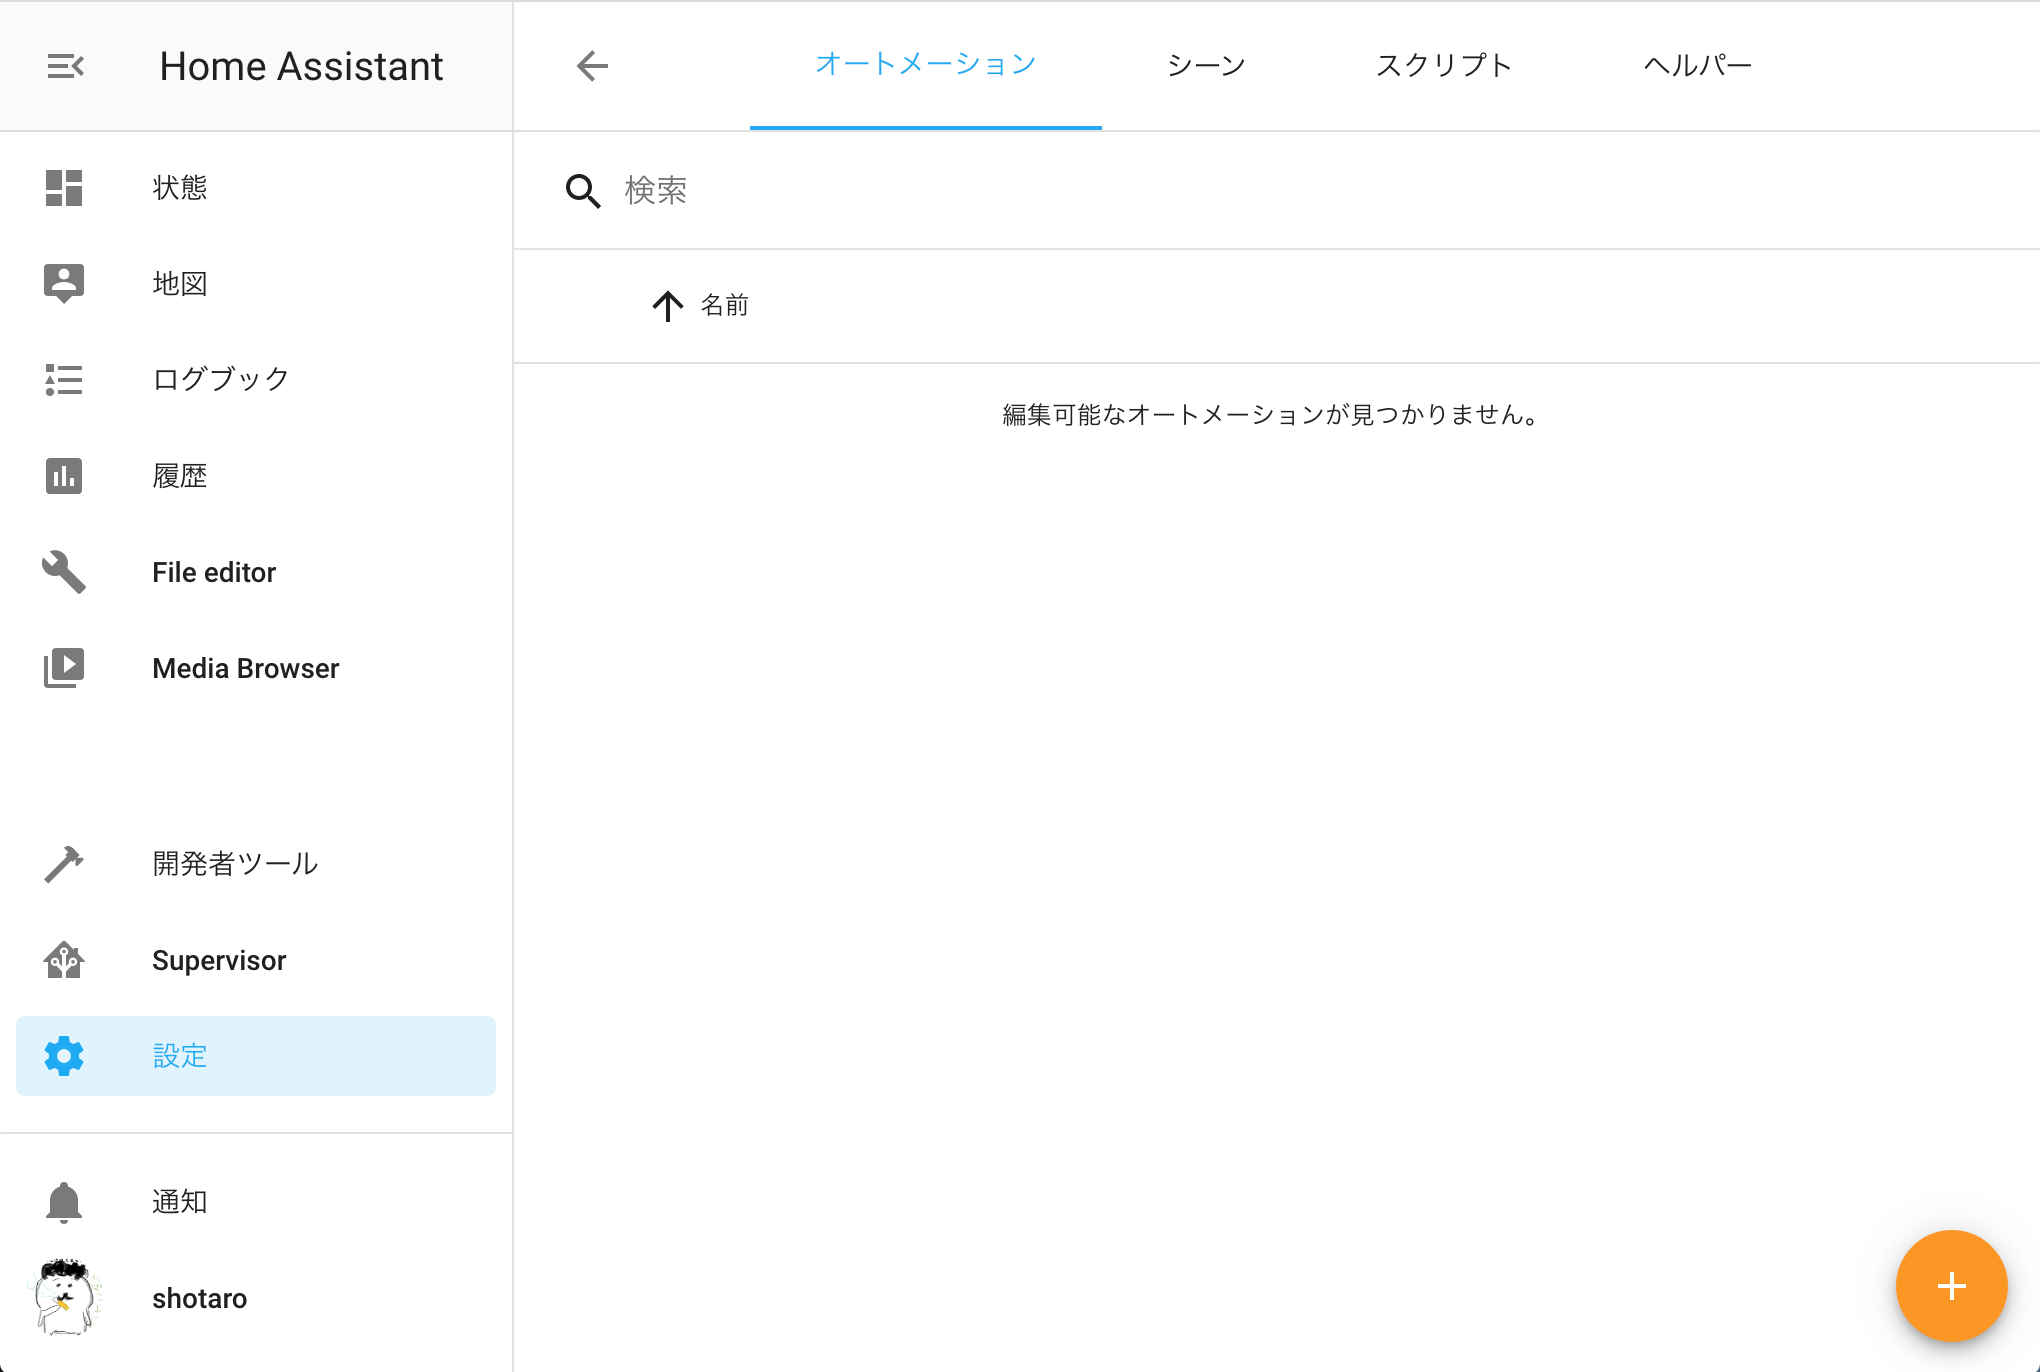 Home Assistant
状態
地図
ログブック
履歴
File editor
Media Browser
開発者ツール
Supervisor
設定
通知
shotaro
オートメーション
シーン
スクリプト
ヘルパー
検索
名前
編集可能なオートメーションが見つかりません。